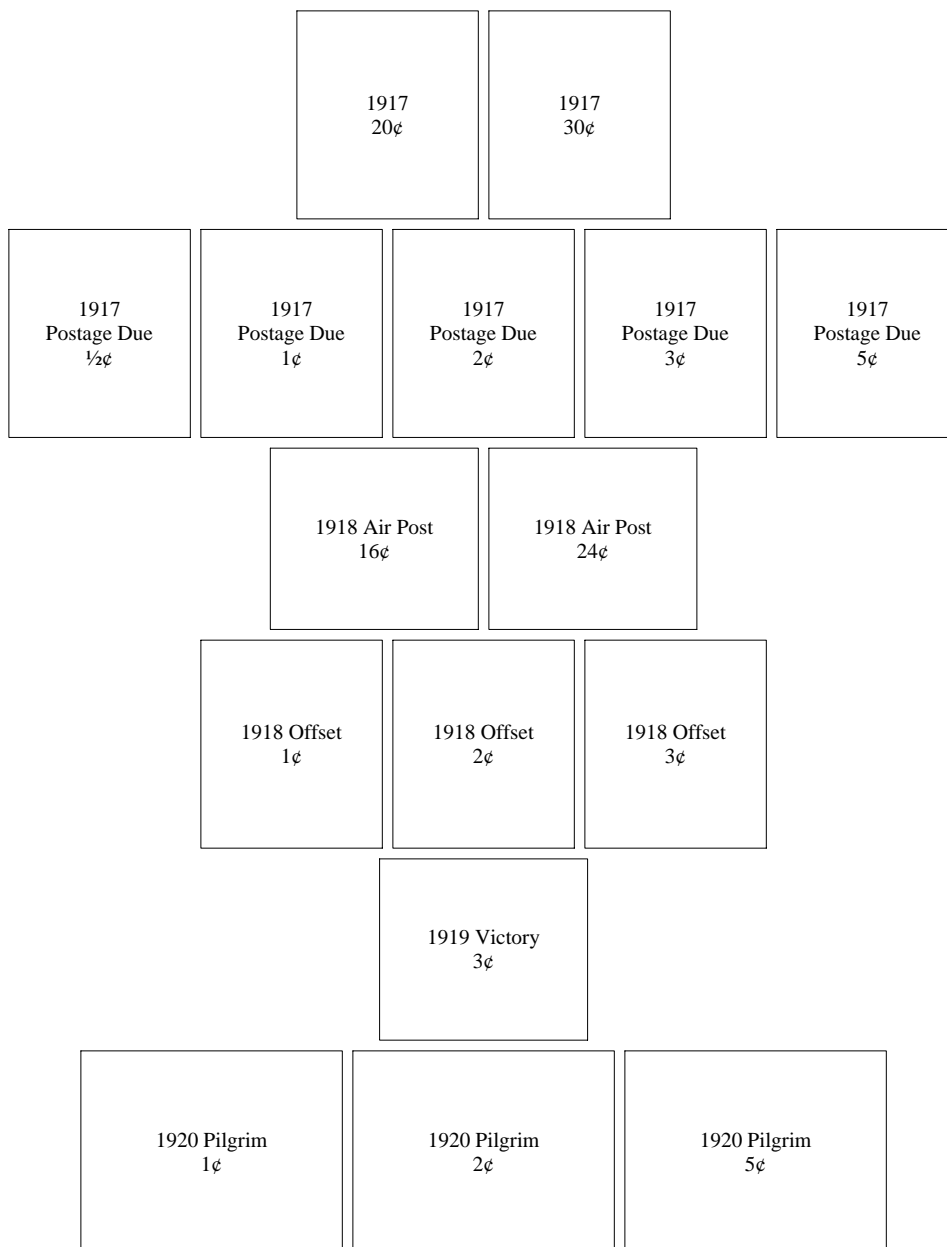 1917
20¢
1917
30¢
1917
Postage Due
½¢
1917
Postage Due
1¢
1917
Postage Due
2¢
1917
Postage Due
3¢
1917
Postage Due
5¢
1918 Air Post
16¢
1918 Air Post
24¢
1918 Offset
1¢
1918 Offset
2¢
1918 Offset
3¢
1919 Victory
3¢
1920 Pilgrim
1¢
1920 Pilgrim
2¢
1920 Pilgrim
5¢